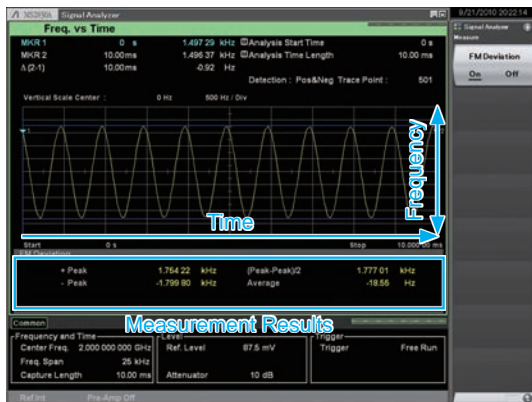 MS2690A Signal Analyzer
9/21/2010 20:22:14
Freq. vs Time
Signal Analyzer
Measure
MKR 1 0 s 1.497 29 kHz Analysis Start Time 0 s
MKR 2 10.00ms 1.496 37 kHz Analysis Time Length 10.00 ms
Δ (2-1) 10.00ms -0.92 Hz
FM Deviation
On Off
Detection : Pos&Neg Trace Point : 501
Vertical Scale Center : 0 Hz 500 Hz / Div
Frequency
Time
Start 0 s Stop 10.000 00 ms
FM Deviation
+ Peak 1.754 22 kHz (Peak-Peak)/2 1.777 01 kHz
- Peak -1.799 80 kHz Average -18.56 Hz
Measurement Results
Common
Frequency and Time Level Trigger
Center Freq. 2.000 000 000 GHz Ref. Level 87.5 mV Trigger Free Run
Freq. Span 25 kHz
Capture Length 10.00 ms Attenuator 10 dB
Ref.Int Pre-Amp Off